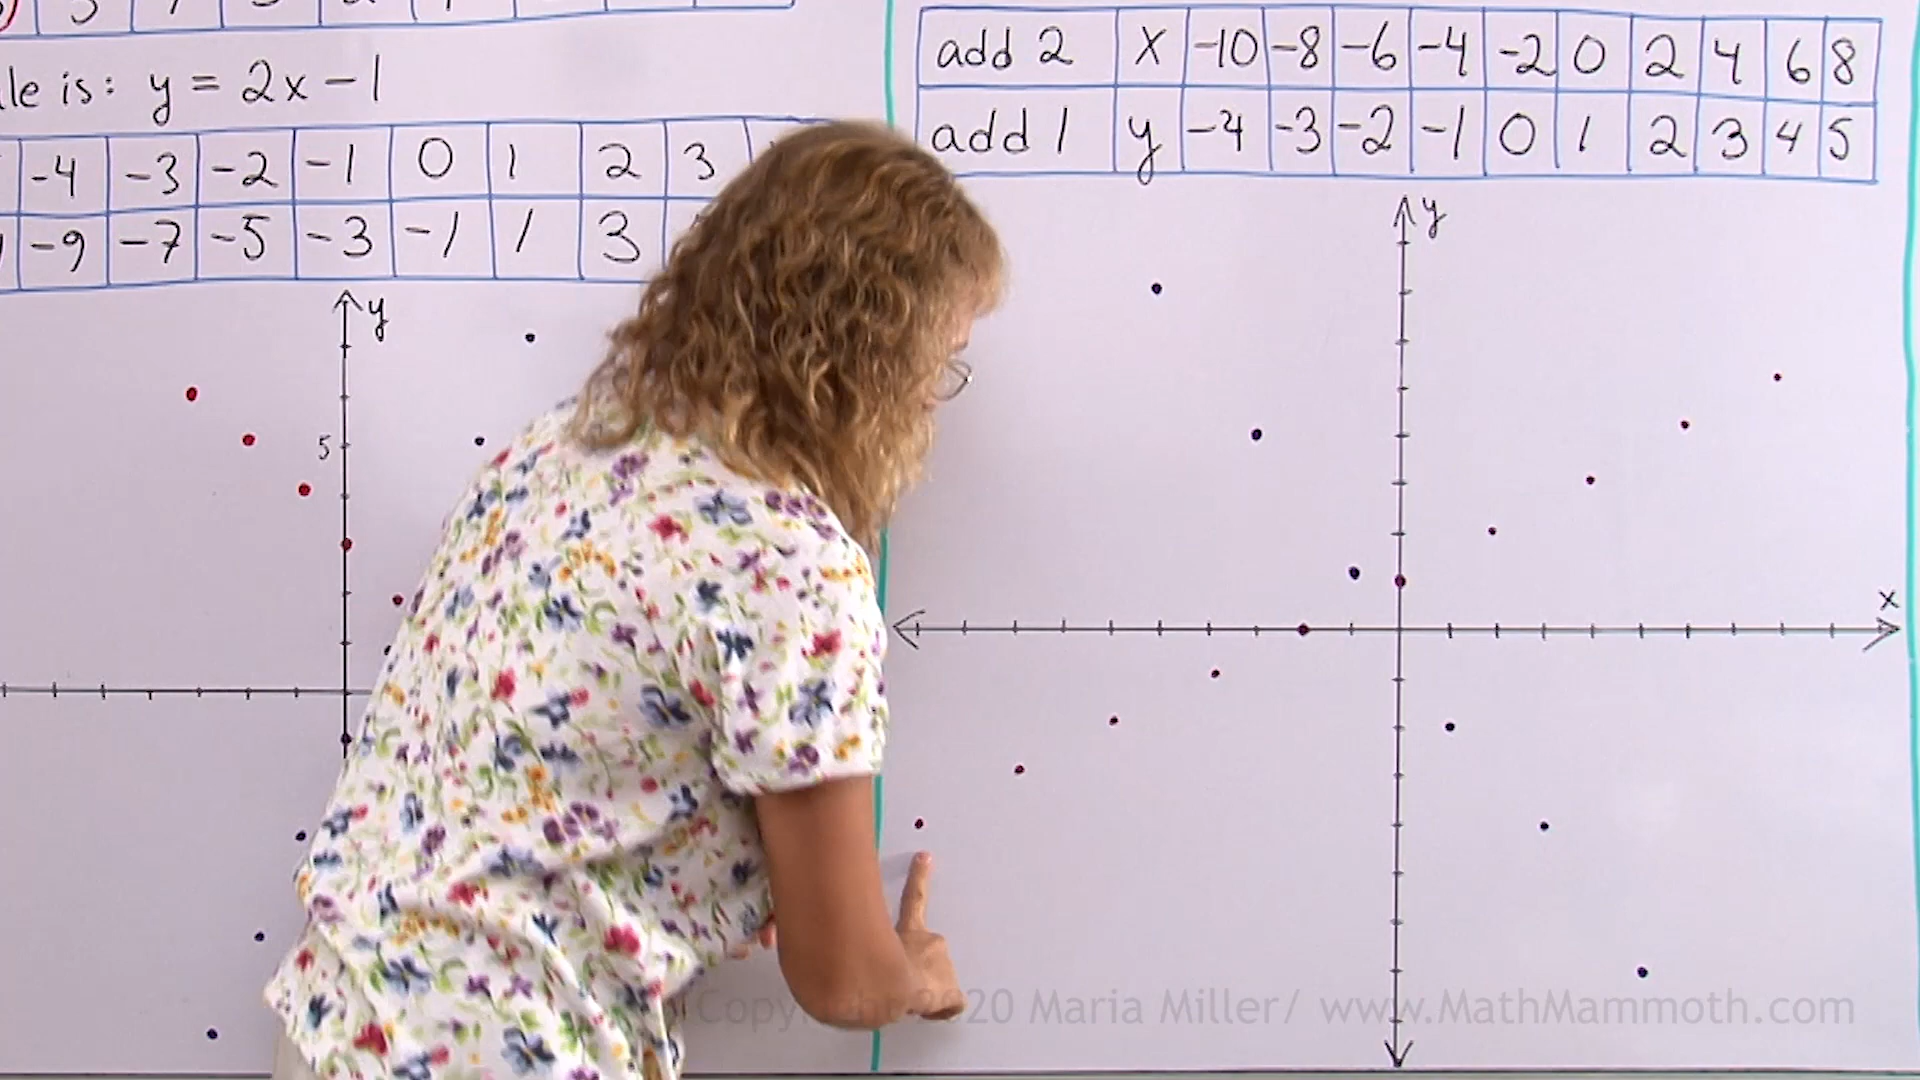 le is: y = 2x - 1
-4 -3 -2 -1 0 1 2 3
-9 -7 -5 -3 -1 1 3
y
5
add 2 x -10 -8 -6 -4 -2 0 2 4 6 8
add 1 y -4 -3 -2 -1 0 1 2 3 4 5
y
x
Copyright 2020 Maria Miller/ www.MathMammoth.com